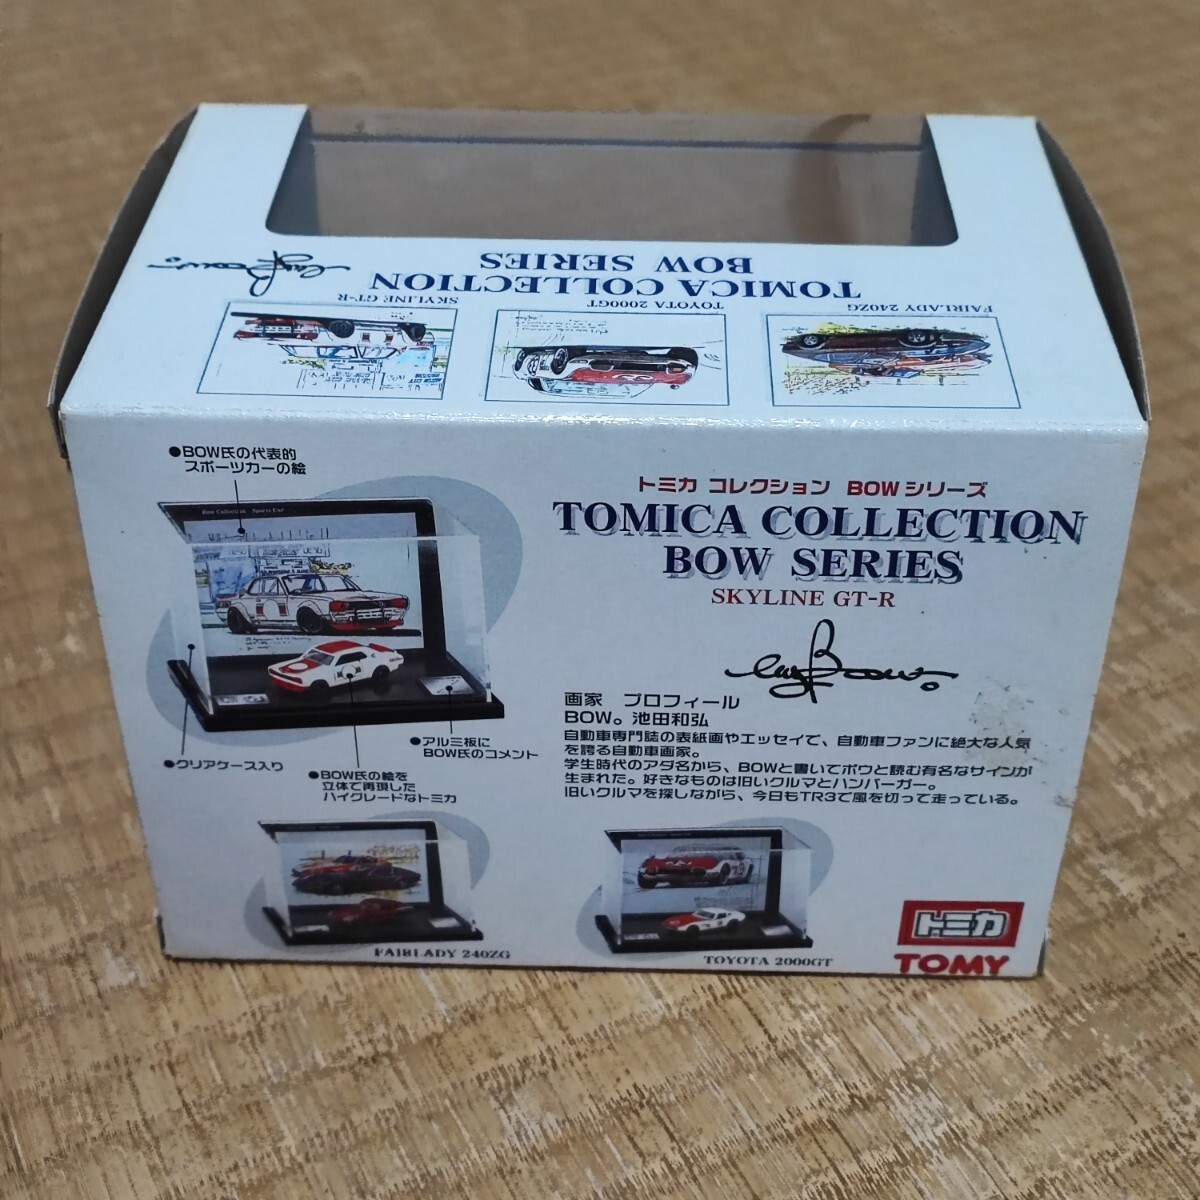 TOMICA COLLECTION
BOW SERIES
SKYLINE GT-R
TOYOTA 2000GT
FAIRLADY 240ZG
●BOW氏の代表的
スポーツカーの絵
Bow Collection Sports Car
●クリアケース入り
●BOW氏の絵を
立体で再現した
ハイグレードなトミカ
●アルミ板に
BOW氏のコメント
トミカ コレクション BOWシリーズ
TOMICA COLLECTION
BOW SERIES
SKYLINE GT-R
画家 プロフィール
BOW。池田和弘
自動車専門誌の表紙画やエッセイで、自動車ファンに絶大な人気
を誇る自動車画家。
学生時代のアダ名から、BOWと書いてボウと読む有名なサインが
生まれた。好きなものは旧いクルマとハンバーガー。
旧いクルマを探しながら、今日もTR3で風を切って走っている。
FAIRLADY 240ZG
TOYOTA 2000GT
トミカ
TOMY